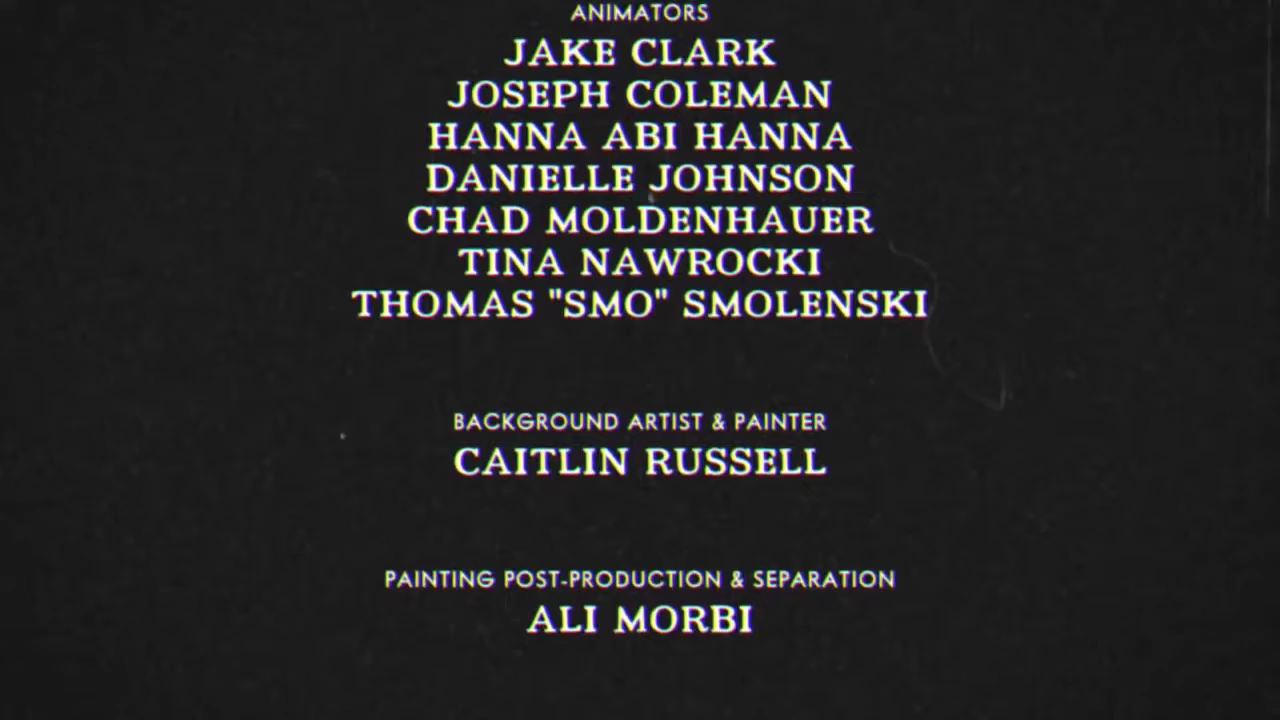 ANIMATORS
JAKE CLARK
JOSEPH COLEMAN
HANNA ABI HANNA
DANIELLE JOHNSON
CHAD MOLDENHAUER
TINA NAWROCKI
THOMAS "SMO" SMOLENSKI
BACKGROUND ARTIST & PAINTER
CAITLIN RUSSELL
PAINTING POST-PRODUCTION & SEPARATION
ALI MORBI